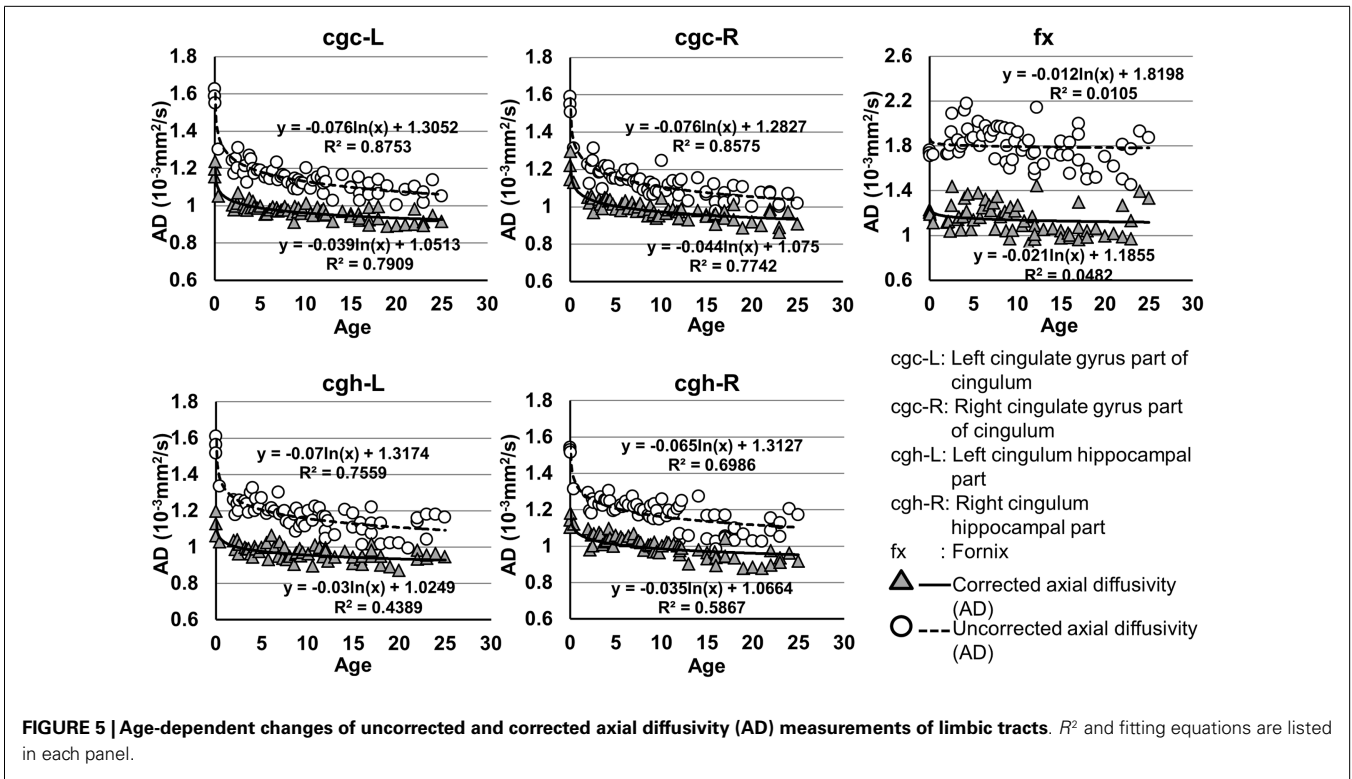 cgc-L
1.8
1.6
1.4
1.2
1
0.8
0.6
AD (10⁻³mm²/s)
y = -0.076ln(x) + 1.3052
R² = 0.8753
y = -0.039ln(x) + 1.0513
R² = 0.7909
0 5 10 15 20 25 30
Age
cgc-R
1.8
1.6
1.4
1.2
1
0.8
0.6
AD (10⁻³mm²/s)
y = -0.076ln(x) + 1.2827
R² = 0.8575
y = -0.044ln(x) + 1.075
R² = 0.7742
0 5 10 15 20 25 30
Age
fx
2.6
2.2
1.8
1.4
1
0.6
AD (10⁻³mm²/s)
y = -0.012ln(x) + 1.8198
R² = 0.0105
y = -0.021ln(x) + 1.1855
R² = 0.0482
0 5 10 15 20 25 30
Age
cgh-L
1.8
1.6
1.4
1.2
1
0.8
0.6
AD (10⁻³mm²/s)
y = -0.07ln(x) + 1.3174
R² = 0.7559
y = -0.03ln(x) + 1.0249
R² = 0.4389
0 5 10 15 20 25 30
Age
cgh-R
1.8
1.6
1.4
1.2
1
0.8
0.6
AD (10⁻³mm²/s)
y = -0.065ln(x) + 1.3127
R² = 0.6986
y = -0.035ln(x) + 1.0664
R² = 0.5867
0 5 10 15 20 25 30
Age
cgc-L: Left cingulate gyrus part of
cingulum
cgc-R: Right cingulate gyrus part
of cingulum
cgh-L: Left cingulum hippocampal
part
cgh-R: Right cingulum
hippocampal part
fx : Fornix
Corrected axial diffusivity
(AD)
Uncorrected axial diffusivity
(AD)
FIGURE 5 | Age-dependent changes of uncorrected and corrected axial diffusivity (AD) measurements of limbic tracts. R² and fitting equations are listed
in each panel.